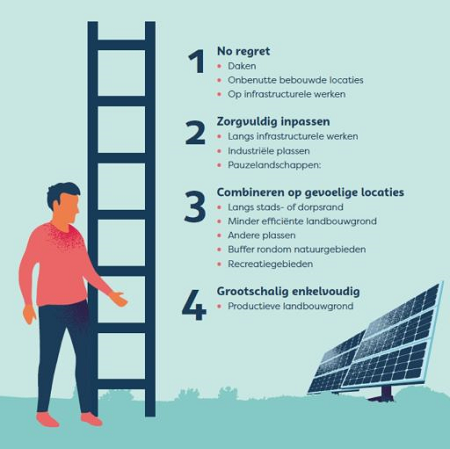 1 No regret
• Daken
• Onbenutte bebouwde locaties
• Op infrastructurele werken
2 Zorgvuldig inpassen
• Langs infrastructurele werken
• Industriële plassen
• Pauzelandschappen:
3 Combineren op gevoelige locaties
• Langs stads- of dorpsrand
• Minder efficiënte landbouwgrond
• Andere plassen
• Buffer rondom natuurgebieden
• Recreatiegebieden
4 Grootschalig enkelvoudig
• Productieve landbouwgrond